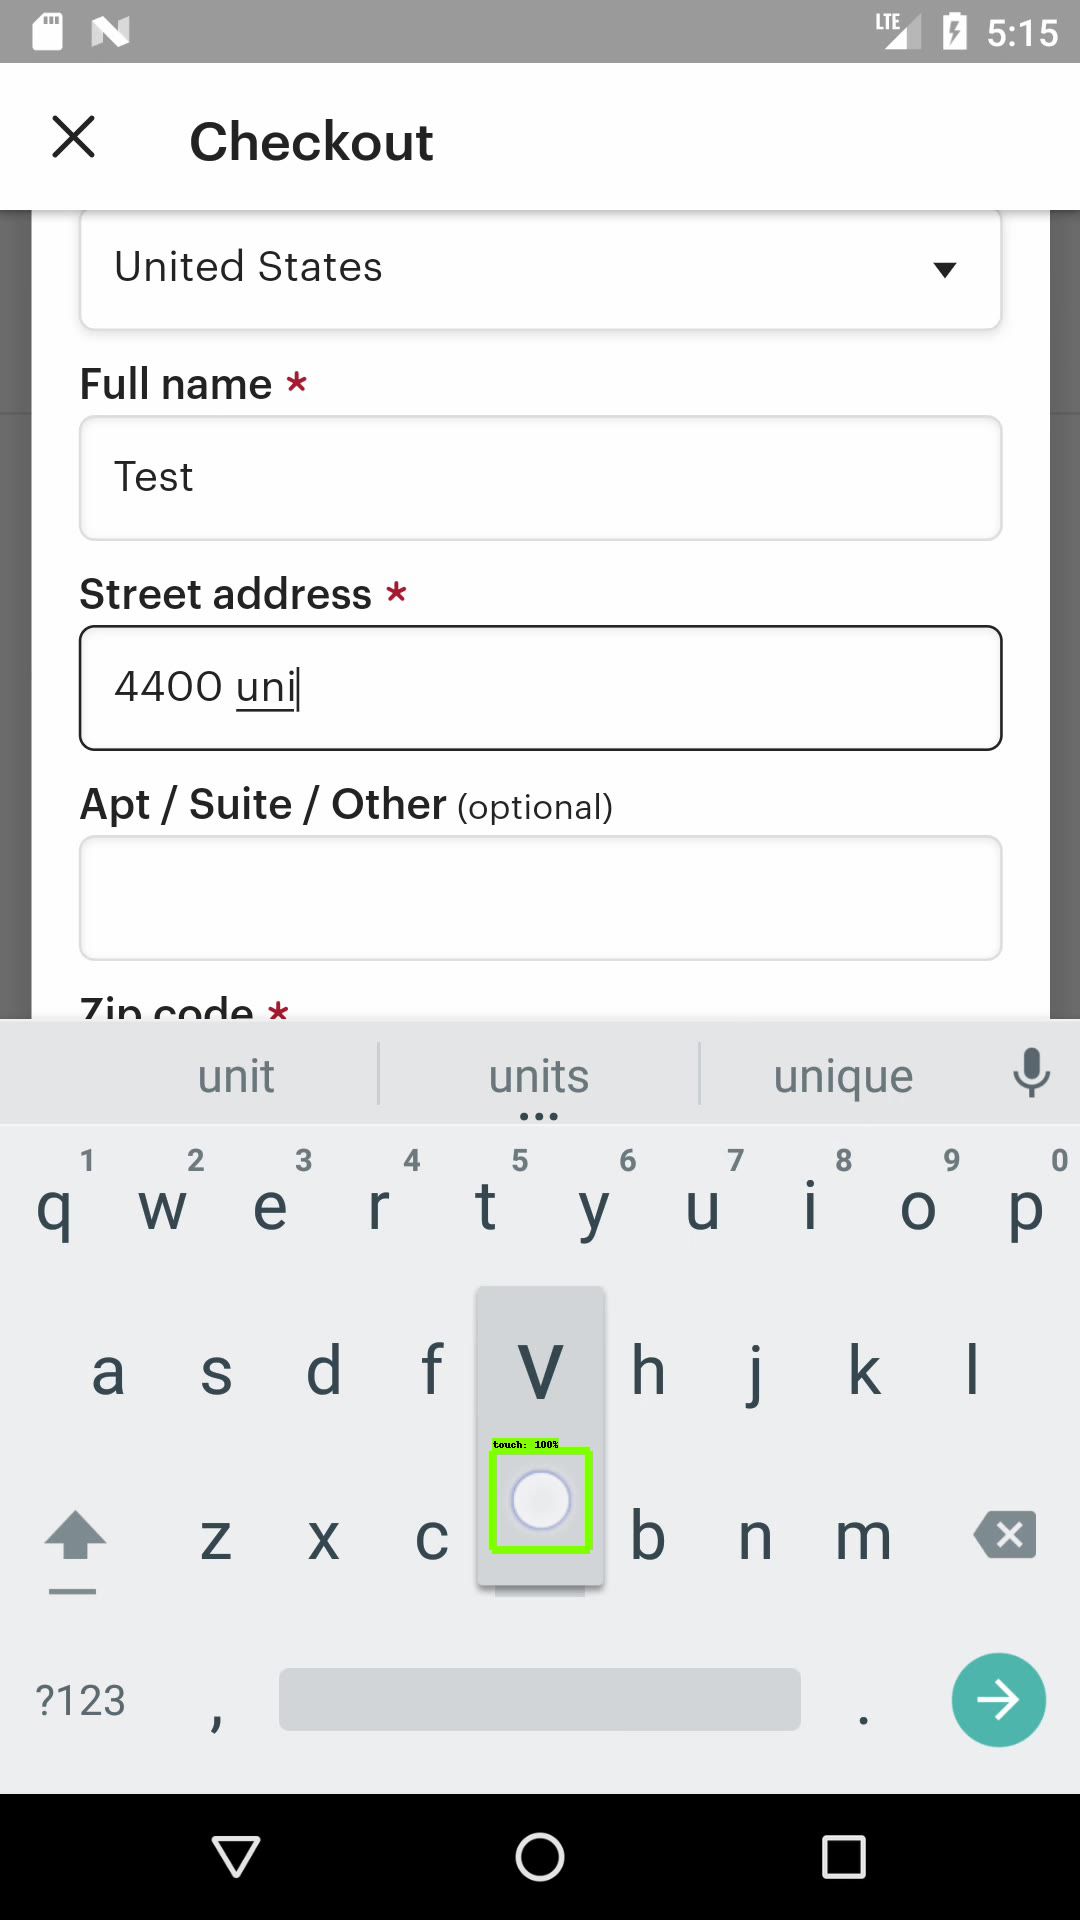 LTE 5:15
Checkout
United States
Full name *
Test
Street address *
4400 uni
Apt / Suite / Other (optional)
Zip code *
unit units unique
1 2 3 4 5 6 7 8 9 0
q w e r t y u i o p
a s d f V h j k l
touch: 100%
z x c b n m
?123 , .